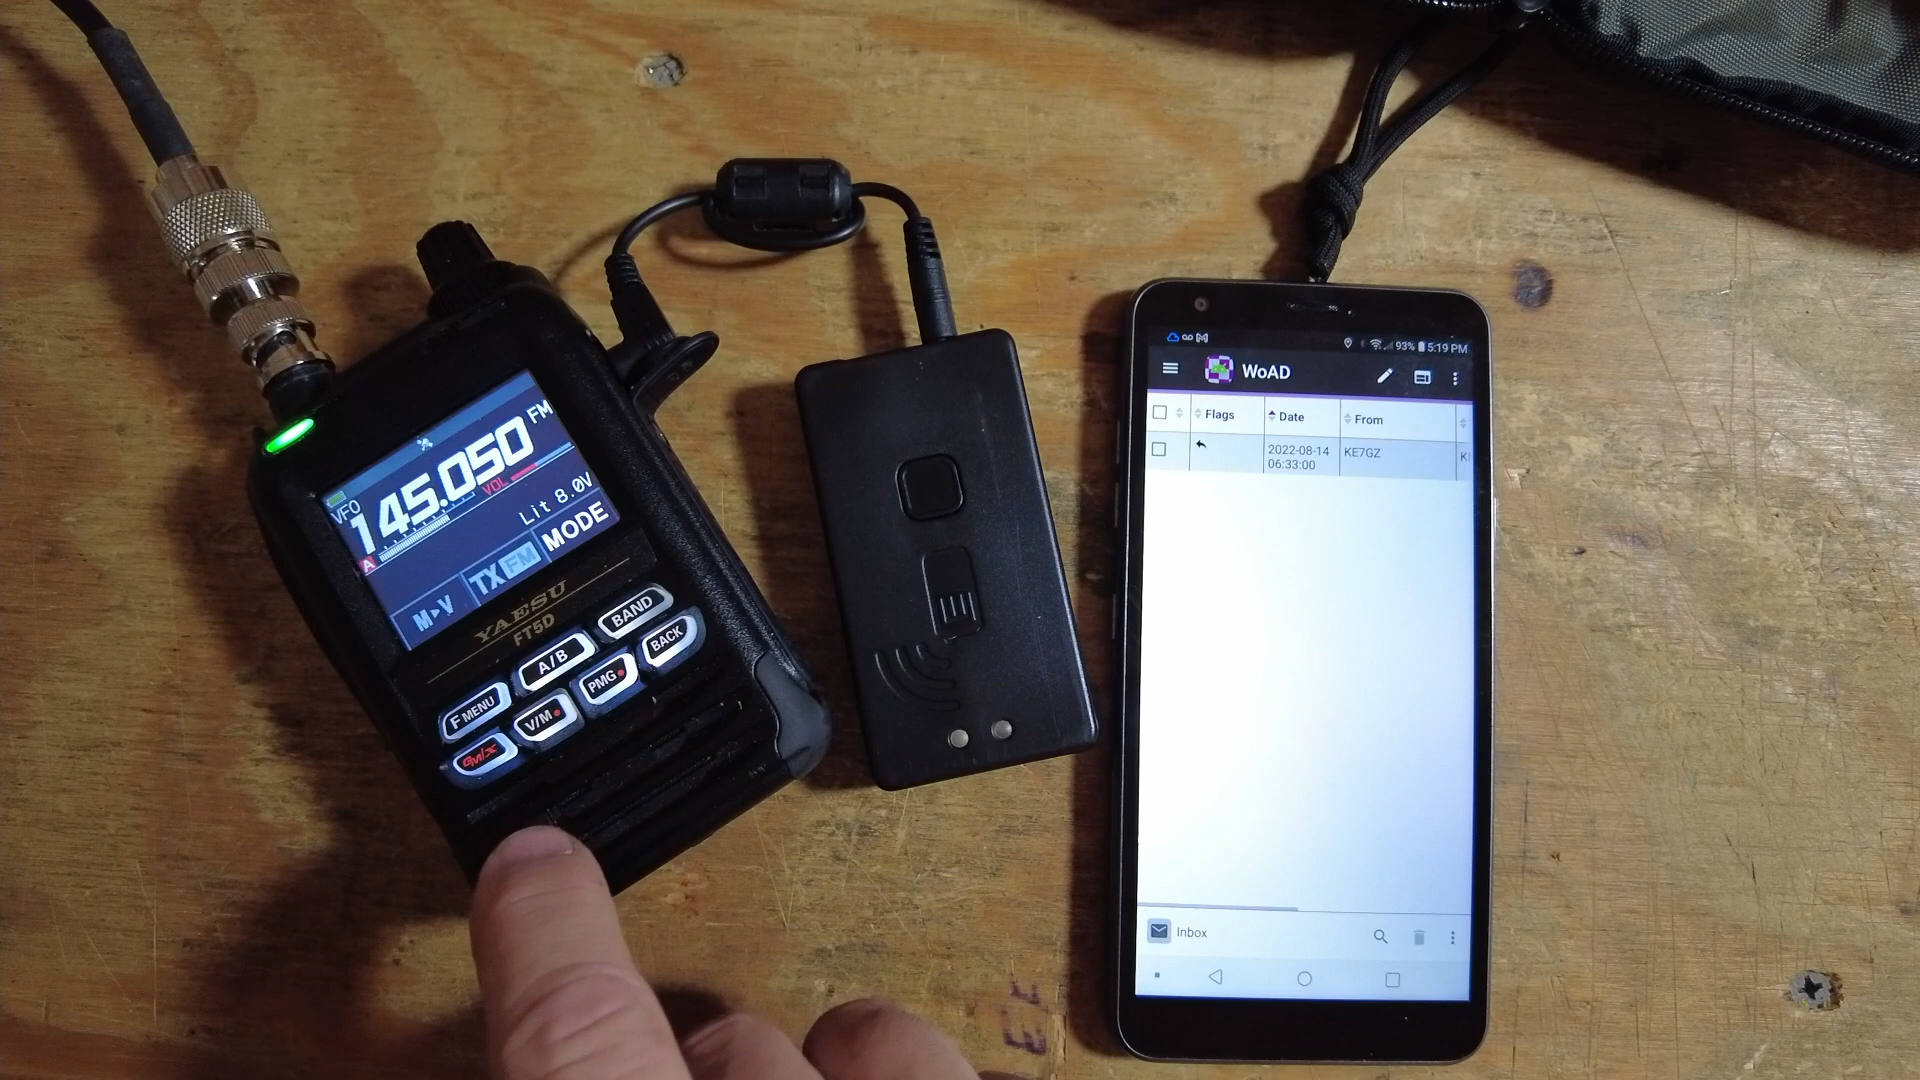 VFO
145.050
FM
VOL
A
Lit 8.0V
M▸V
TX FM
MODE
YAESU
FT5D
F MENU
A/B
BAND
GM/X
V/M
PMG
BACK
93% 5:19 PM
WoAD
Flags
Date
From
2022-08-14
06:33:00
KE7GZ
Inbox